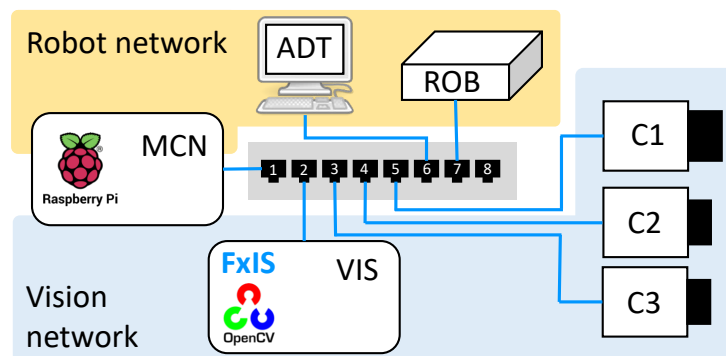 Robot network
ADT
ROB
MCN
Raspberry Pi
1 2 3 4 5 6 7 8
C1
C2
C3
FxIS
VIS
OpenCV
Vision
network